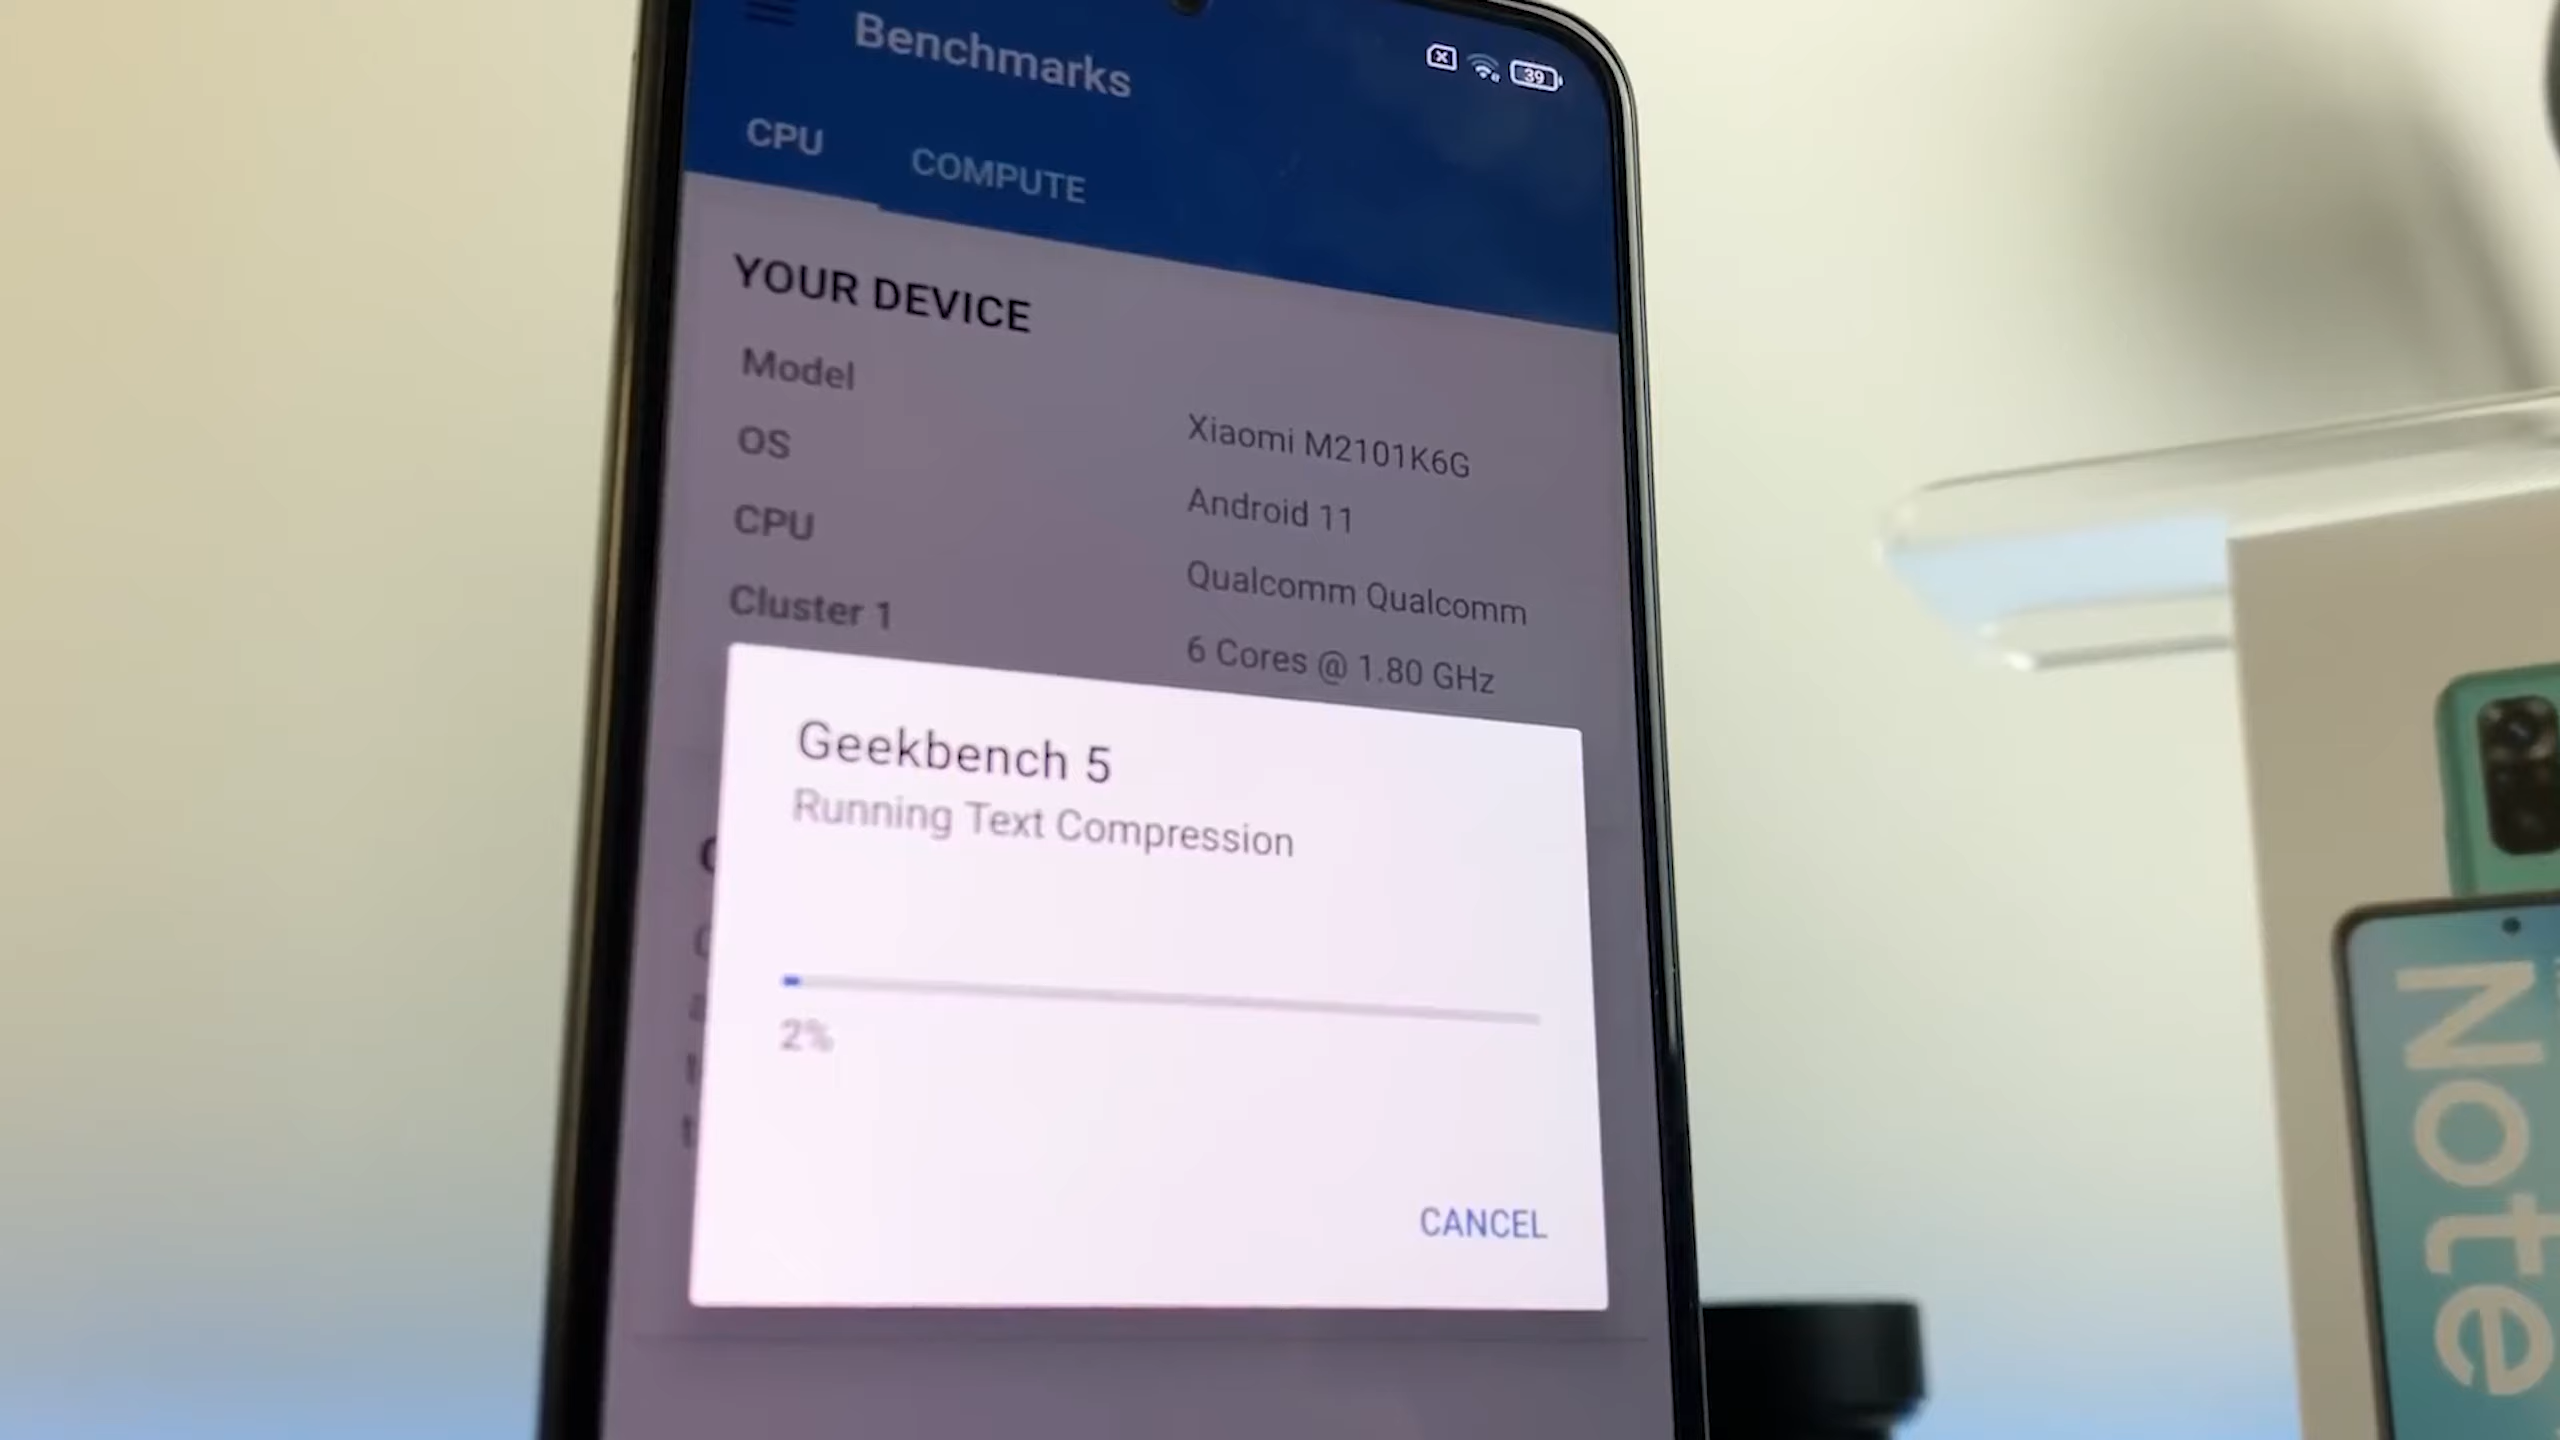 39
Benchmarks
CPU
COMPUTE
YOUR DEVICE
Model
Xiaomi M2101K6G
OS
Android 11
CPU
Qualcomm Qualcomm
Cluster 1
6 Cores @ 1.80 GHz
Geekbench 5
Running Text Compression
2%
CANCEL
Note